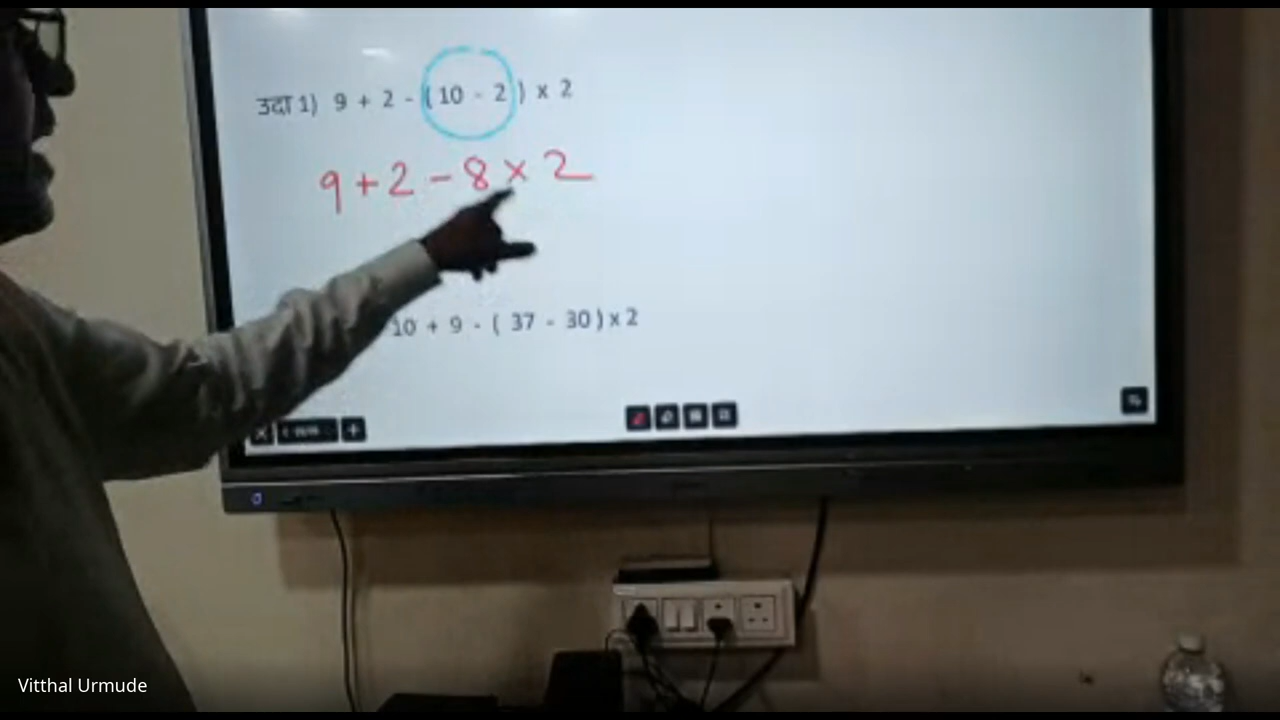 उदा 1) 9 + 2 - ( 10 - 2 ) x 2
9 + 2 - 8 x 2
10 + 9 - ( 37 - 30 ) x 2
Vitthal Urmude